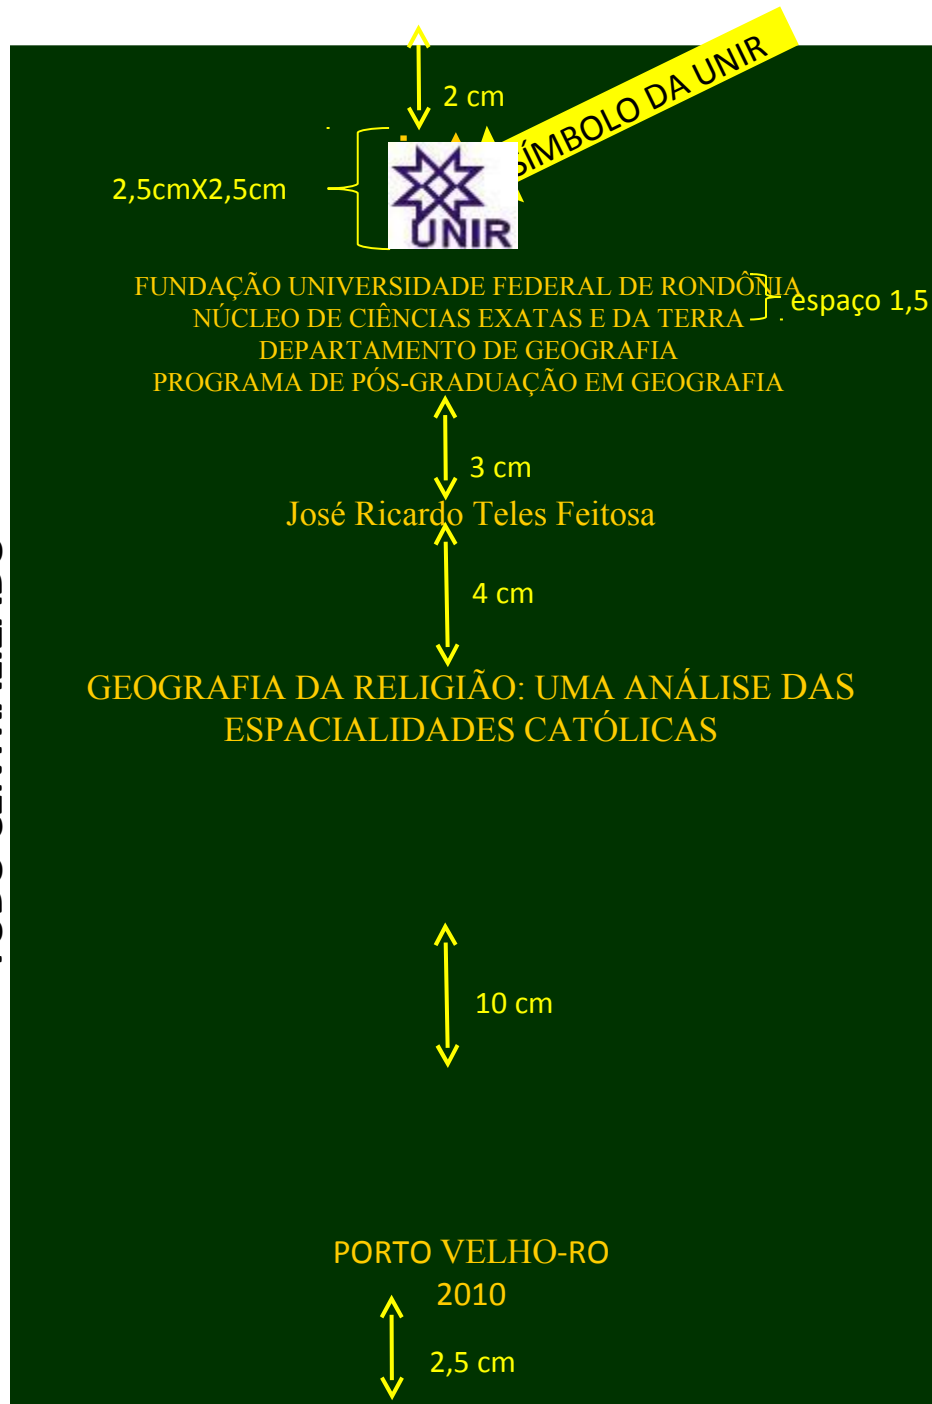 2 cm
SÍMBOLO DA UNIR
2,5cmX2,5cm
UNIR
FUNDAÇÃO UNIVERSIDADE FEDERAL DE RONDÔNIA
espaço 1,5
NÚCLEO DE CIÊNCIAS EXATAS E DA TERRA
DEPARTAMENTO DE GEOGRAFIA
PROGRAMA DE PÓS-GRADUAÇÃO EM GEOGRAFIA
3 cm
José Ricardo Teles Feitosa
4 cm
GEOGRAFIA DA RELIGIÃO: UMA ANÁLISE DAS
ESPACIALIDADES CATÓLICAS
10 cm
PORTO VELHO-RO
2010
2,5 cm